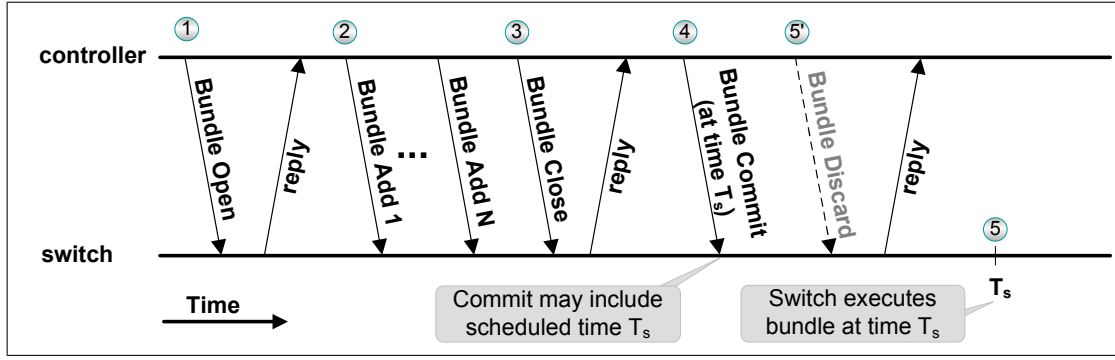 1
2
3
4
5'
controller
Bundle Open
reply
Bundle Add 1
...
Bundle Add N
Bundle Close
reply
Bundle Commit
(at time Ts)
Bundle Discard
reply
5
switch
Ts
Time
Commit may include
scheduled time Ts
Switch executes
bundle at time Ts